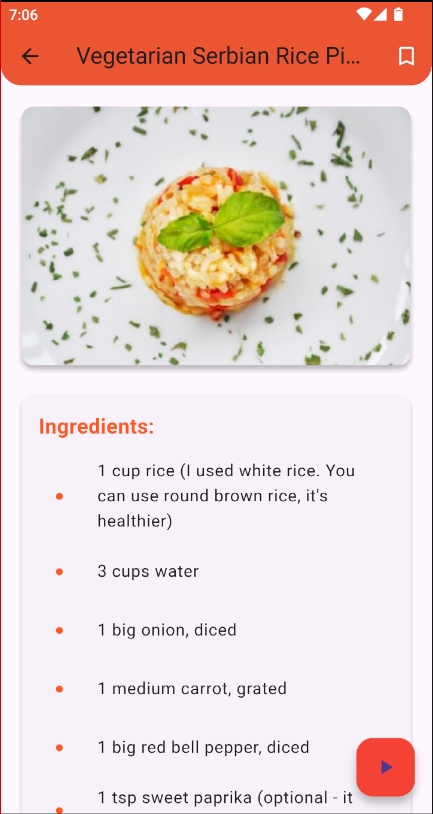 7:06
Vegetarian Serbian Rice Pi...
Ingredients:
1 cup rice (I used white rice. You
can use round brown rice, it's
healthier)
3 cups water
1 big onion, diced
1 medium carrot, grated
1 big red bell pepper, diced
1 tsp sweet paprika (optional - it